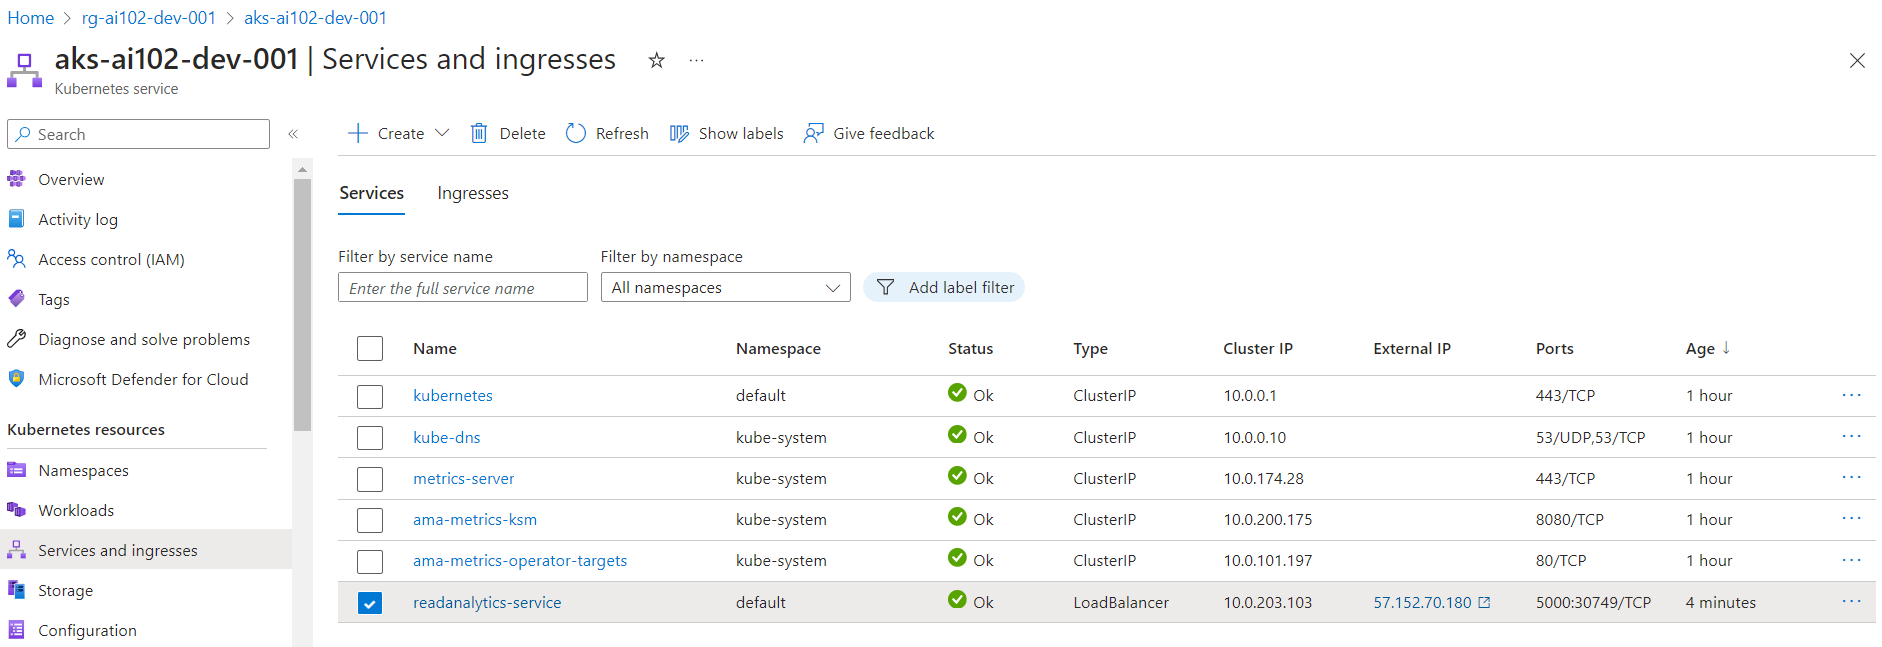 Home > rg-ai102-dev-001 > aks-ai102-dev-001
aks-ai102-dev-001 | Services and ingresses
Kubernetes service
Search
Create
Delete
Refresh
Show labels
Give feedback
Overview
Activity log
Access control (IAM)
Tags
Diagnose and solve problems
Microsoft Defender for Cloud
Kubernetes resources
Namespaces
Workloads
Services and ingresses
Storage
Configuration
Services Ingresses
Filter by service name Filter by namespace
Enter the full service name All namespaces Add label filter
Name Namespace Status Type Cluster IP External IP Ports Age ↓
kubernetes default Ok ClusterIP 10.0.0.1 443/TCP 1 hour
kube-dns kube-system Ok ClusterIP 10.0.0.10 53/UDP,53/TCP 1 hour
metrics-server kube-system Ok ClusterIP 10.0.174.28 443/TCP 1 hour
ama-metrics-ksm kube-system Ok ClusterIP 10.0.200.175 8080/TCP 1 hour
ama-metrics-operator-targets kube-system Ok ClusterIP 10.0.101.197 80/TCP 1 hour
readanalytics-service default Ok LoadBalancer 10.0.203.103 57.152.70.180 5000:30749/TCP 4 minutes